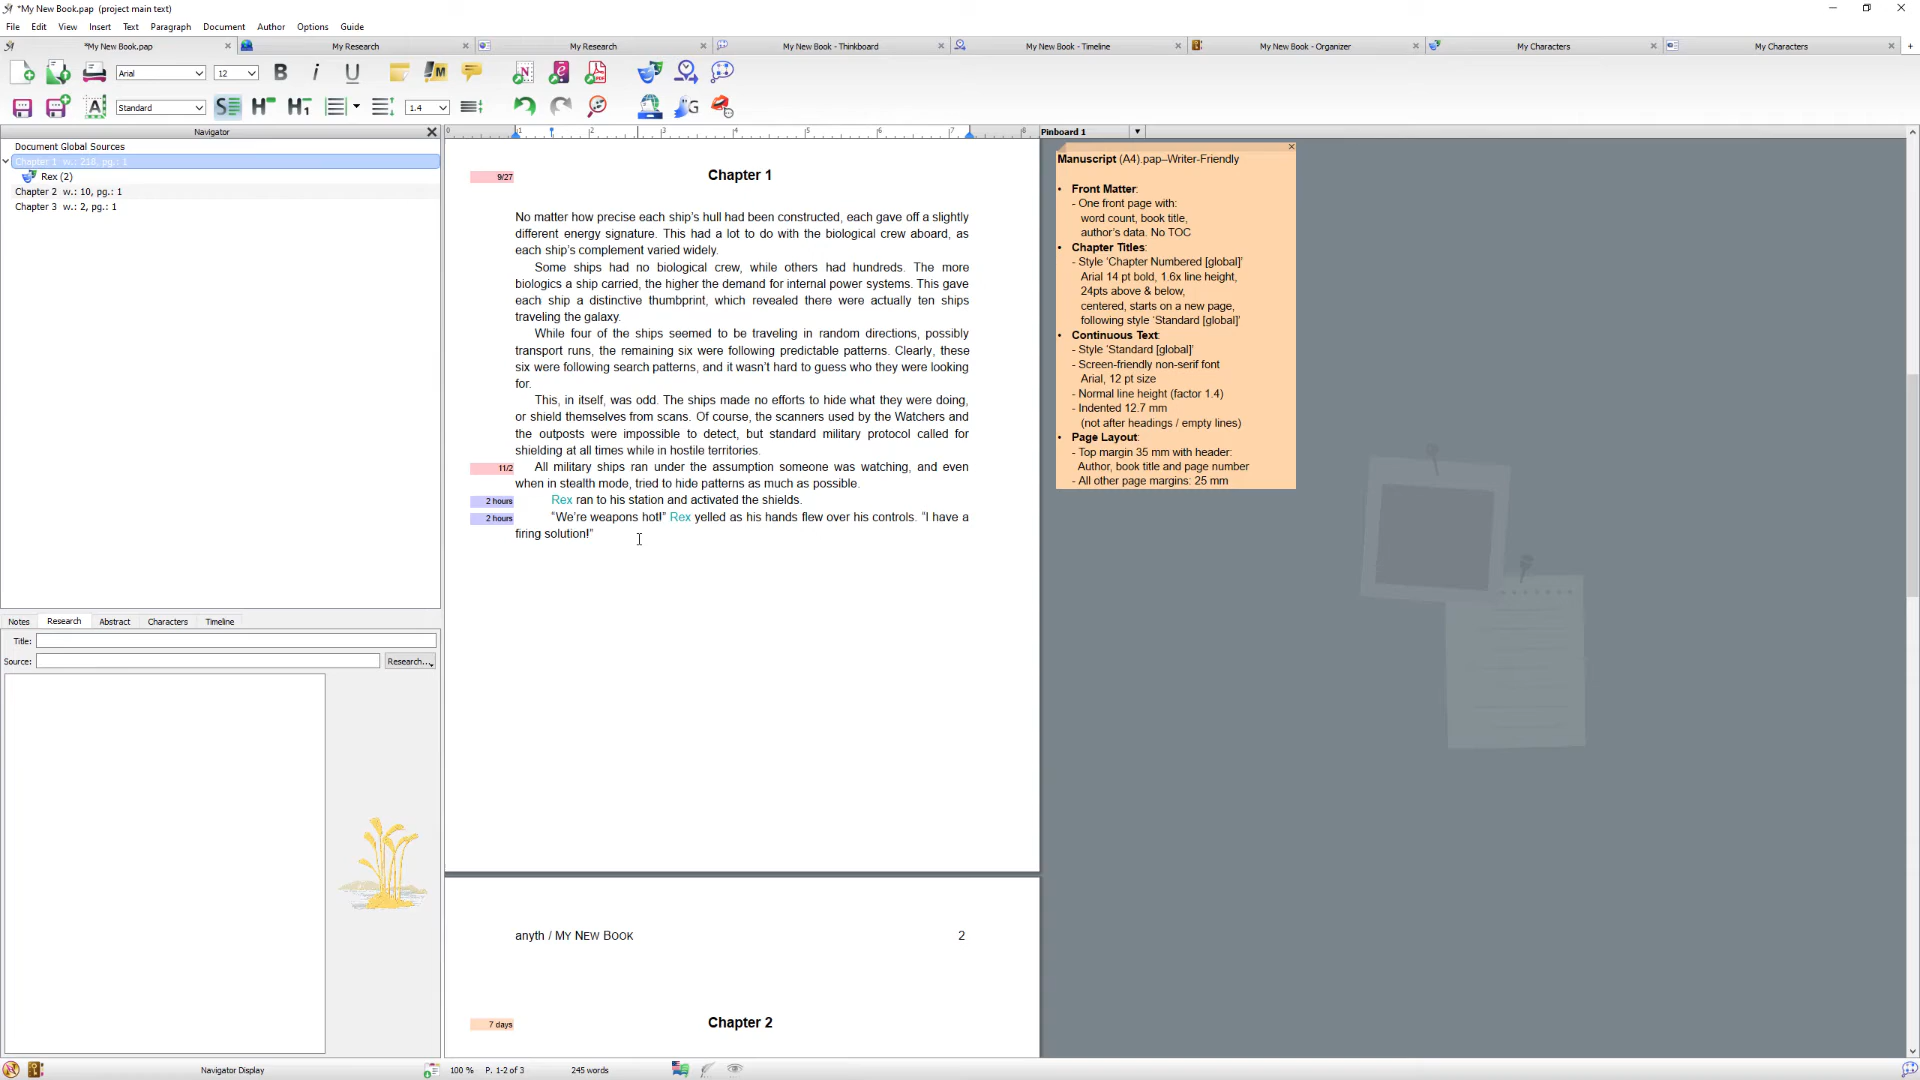 *My New Book.pap (project main text)
File Edit View Insert Text Paragraph Document Author Options Guide
*My New Book.pap My Research My Research My New Book - Thinkboard My New Book - Timeline My New Book - Organizer My Characters My Characters
Arial 12
Standard 1.4
Navigator
Document Global Sources
Chapter 1 w.: 218, pg.: 1
Rex (2)
Chapter 2 w.: 10, pg.: 1
Chapter 3 w.: 2, pg.: 1
Notes Research Abstract Characters Timeline
Title:
Source: Research...
0 1 2 3 4 5 6 7 8
9/27 Chapter 1
No matter how precise each ship's hull had been constructed, each gave off a slightly
different energy signature. This had a lot to do with the biological crew aboard, as
each ship's complement varied widely.
Some ships had no biological crew, while others had hundreds. The more
biologics a ship carried, the higher the demand for internal power systems. This gave
each ship a distinctive thumbprint, which revealed there were actually ten ships
traveling the galaxy.
While four of the ships seemed to be traveling in random directions, possibly
transport runs, the remaining six were following predictable patterns. Clearly, these
six were following search patterns, and it wasn't hard to guess who they were looking
for.
This, in itself, was odd. The ships made no efforts to hide what they were doing,
or shield themselves from scans. Of course, the scanners used by the Watchers and
the outposts were impossible to detect, but standard military protocol called for
shielding at all times while in hostile territories.
11/2 All military ships ran under the assumption someone was watching, and even
when in stealth mode, tried to hide patterns as much as possible.
2 hours Rex ran to his station and activated the shields.
2 hours "We're weapons hot!" Rex yelled as his hands flew over his controls. "I have a
firing solution!"
anyth / MY NEW BOOK 2
7 days Chapter 2
Pinboard 1
Manuscript (A4).pap–Writer-Friendly
• Front Matter:
- One front page with:
word count, book title,
author's data. No TOC
• Chapter Titles:
- Style 'Chapter Numbered [global]'
Arial 14 pt bold, 1.6x line height,
24pts above & below,
centered, starts on a new page,
following style 'Standard [global]'
• Continuous Text:
- Style 'Standard [global]'
- Screen-friendly non-serif font
Arial, 12 pt size
- Normal line height (factor 1.4)
- Indented 12.7 mm
(not after headings / empty lines)
• Page Layout:
- Top margin 35 mm with header:
Author, book title and page number
- All other page margins: 25 mm
Navigator Display 100 % P. 1-2 of 3 245 words